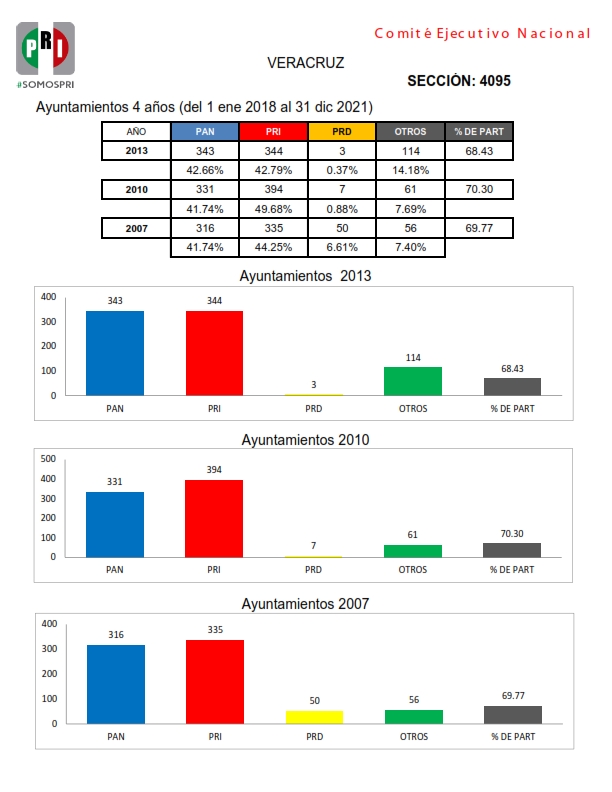 Comité Ejecutivo Nacional
PRI
#SOMOSPRI
VERACRUZ
SECCIÓN: 4095
Ayuntamientos 4 años (del 1 ene 2018 al 31 dic 2021)
AÑO PAN PRI PRD OTROS % DE PART
2013 343 344 3 114 68.43
42.66% 42.79% 0.37% 14.18%
2010 331 394 7 61 70.30
41.74% 49.68% 0.88% 7.69%
2007 316 335 50 56 69.77
41.74% 44.25% 6.61% 7.40%
Ayuntamientos 2013
400
300
200
100
0
343 344 3 114 68.43
PAN PRI PRD OTROS % DE PART
Ayuntamientos 2010
500
400
300
200
100
0
331 394 7 61 70.30
PAN PRI PRD OTROS % DE PART
Ayuntamientos 2007
400
300
200
100
0
316 335 50 56 69.77
PAN PRI PRD OTROS % DE PART